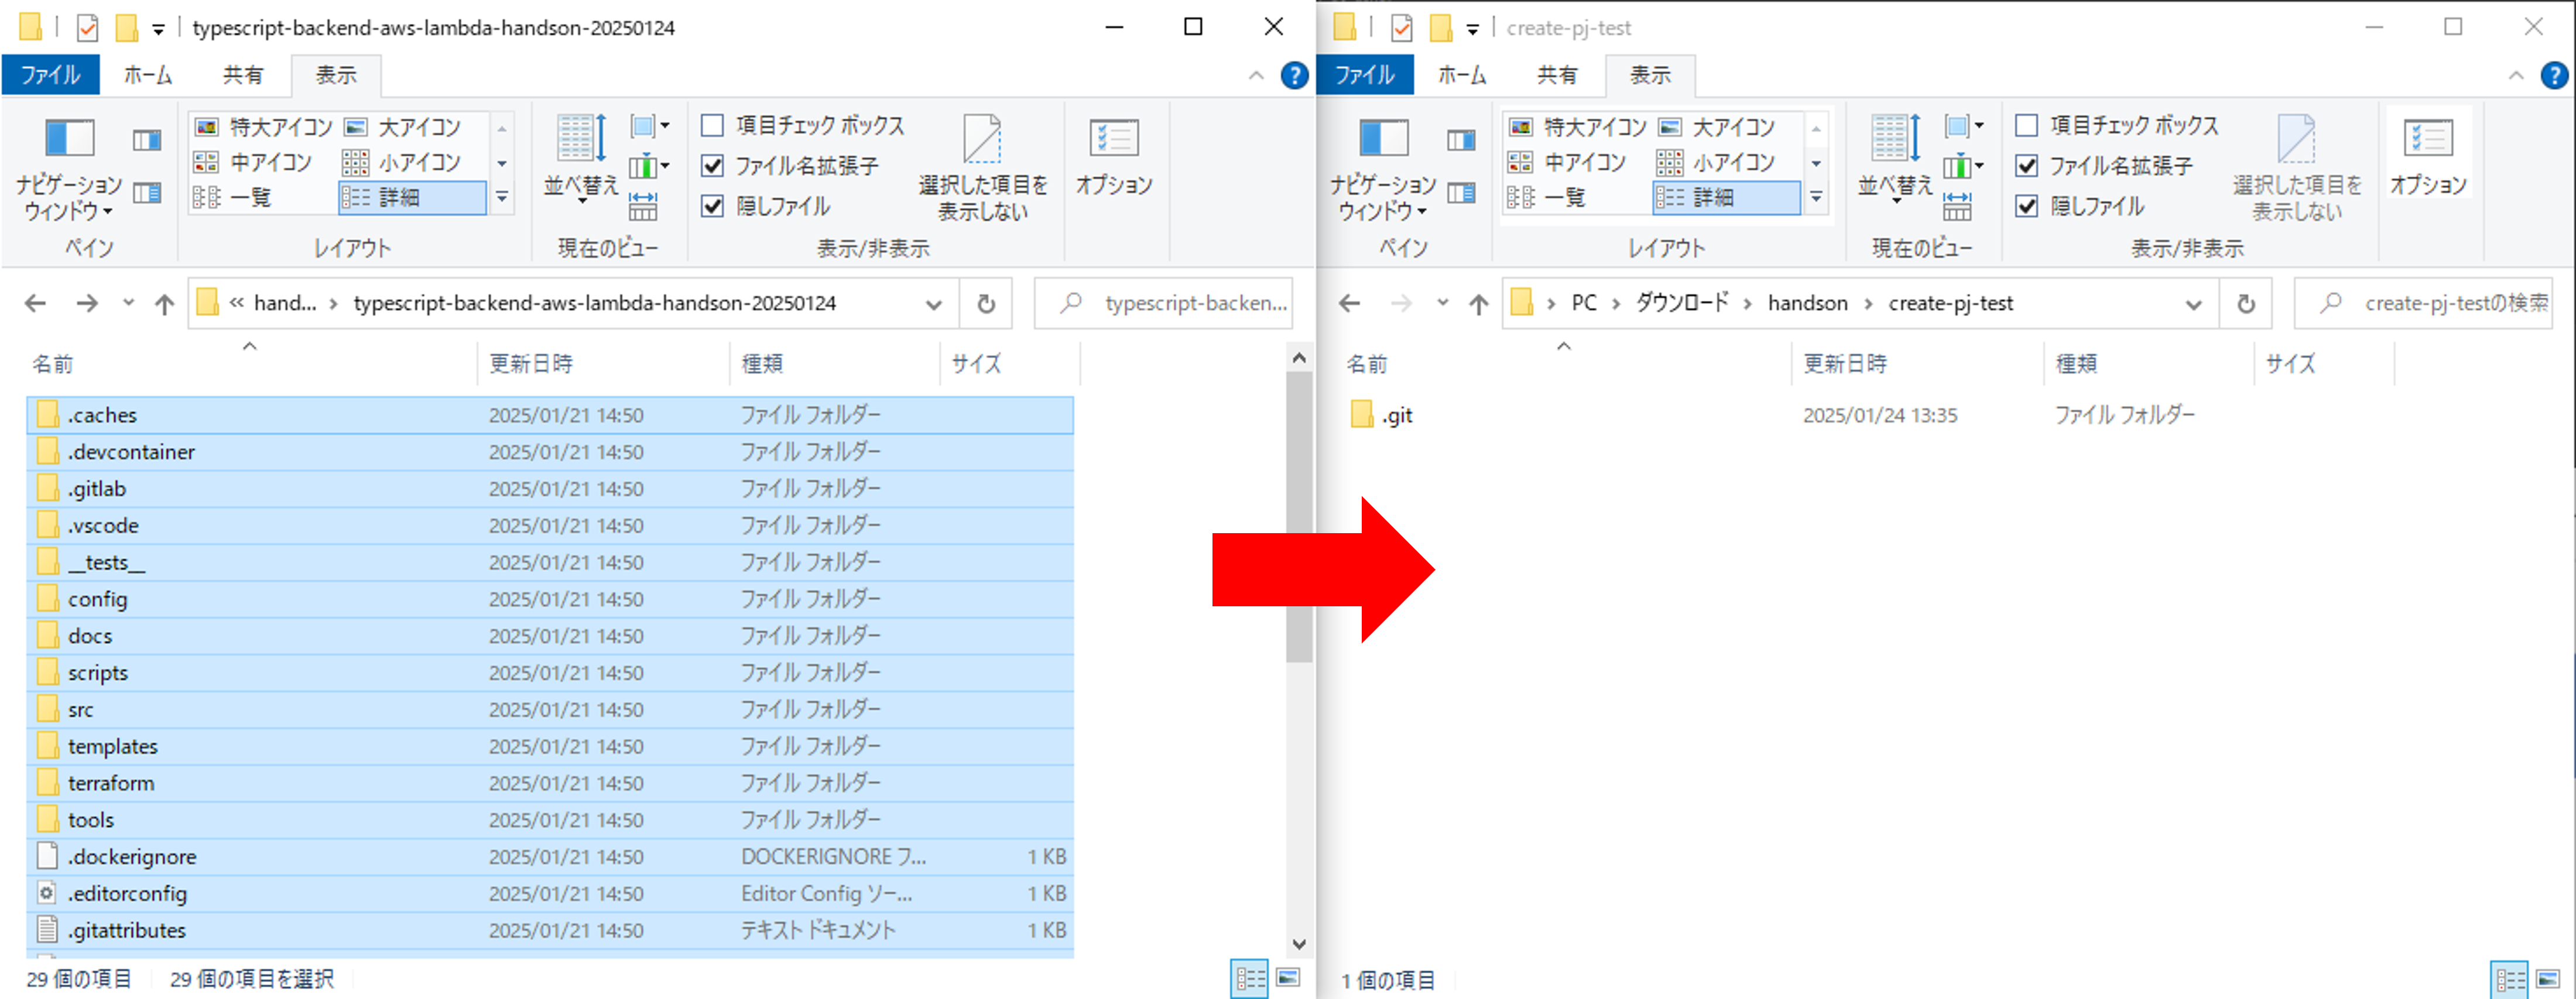 typescript-backend-aws-lambda-handson-20250124
ファイル ホーム 共有 表示
特大アイコン 大アイコン
中アイコン 小アイコン
一覧 詳細
ナビゲーション
ウィンドウ
並べ替え
項目チェック ボックス
ファイル名拡張子
隠しファイル
選択した項目を
表示しない
オプション
ペイン レイアウト 現在のビュー 表示/非表示
« hand... › typescript-backend-aws-lambda-handson-20250124
typescript-backen...
名前 更新日時 種類 サイズ
.caches 2025/01/21 14:50 ファイル フォルダー
.devcontainer 2025/01/21 14:50 ファイル フォルダー
.gitlab 2025/01/21 14:50 ファイル フォルダー
.vscode 2025/01/21 14:50 ファイル フォルダー
__tests__ 2025/01/21 14:50 ファイル フォルダー
config 2025/01/21 14:50 ファイル フォルダー
docs 2025/01/21 14:50 ファイル フォルダー
scripts 2025/01/21 14:50 ファイル フォルダー
src 2025/01/21 14:50 ファイル フォルダー
templates 2025/01/21 14:50 ファイル フォルダー
terraform 2025/01/21 14:50 ファイル フォルダー
tools 2025/01/21 14:50 ファイル フォルダー
.dockerignore 2025/01/21 14:50 DOCKERIGNORE フ... 1 KB
.editorconfig 2025/01/21 14:50 Editor Config ソー... 1 KB
.gitattributes 2025/01/21 14:50 テキスト ドキュメント 1 KB
29 個の項目 29 個の項目を選択
create-pj-test
ファイル ホーム 共有 表示
特大アイコン 大アイコン
中アイコン 小アイコン
一覧 詳細
ナビゲーション
ウィンドウ
並べ替え
項目チェック ボックス
ファイル名拡張子
隠しファイル
選択した項目を
表示しない
オプション
ペイン レイアウト 現在のビュー 表示/非表示
› PC › ダウンロード › handson › create-pj-test
create-pj-testの検索
名前 更新日時 種類 サイズ
.git 2025/01/24 13:35 ファイル フォルダー
1 個の項目